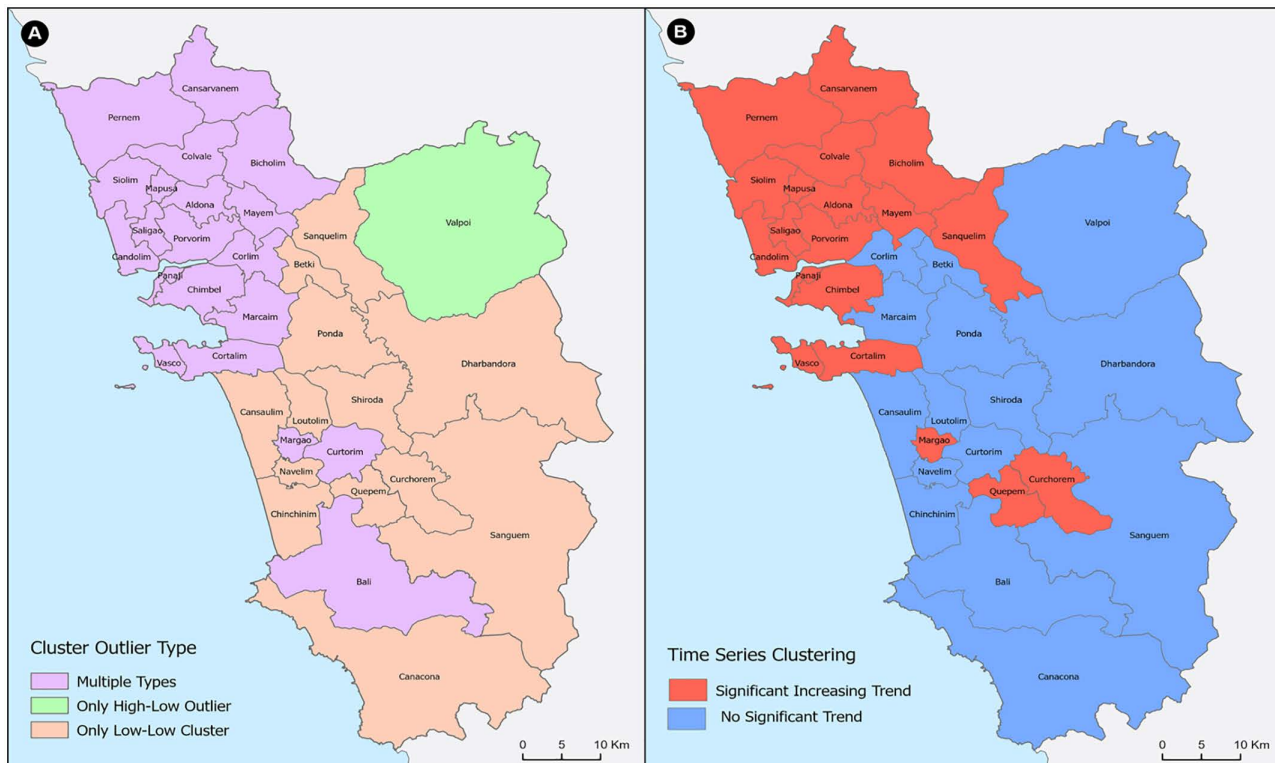 A
Cansarvanem
Pernem
Colvale
Bicholim
Siolim
Mapusa
Aldona
Mayem
Saligao
Porvorim
Sanquelim
Valpoi
Candolim
Corlim
Betki
Panaji
Chimbel
Marcaim
Ponda
Vasco
Cortalim
Dharbandora
Shiroda
Cansaulim
Loutolim
Margao
Curtorim
Navelim
Curchorem
Quepem
Chinchinim
Sanguem
Bali
Canacona
Cluster Outlier Type
Multiple Types
Only High-Low Outlier
Only Low-Low Cluster
0 5 10 Km
B
Cansarvanem
Pernem
Colvale
Bicholim
Siolim
Mapusa
Aldona
Mayem
Saligao
Porvorim
Sanquelim
Valpoi
Candolim
Corlim
Betki
Panaji
Chimbel
Marcaim
Ponda
Vasco
Cortalim
Dharbandora
Shiroda
Cansaulim
Loutolim
Margao
Curtorim
Navelim
Curchorem
Quepem
Chinchinim
Sanguem
Bali
Canacona
Time Series Clustering
Significant Increasing Trend
No Significant Trend
0 5 10 Km